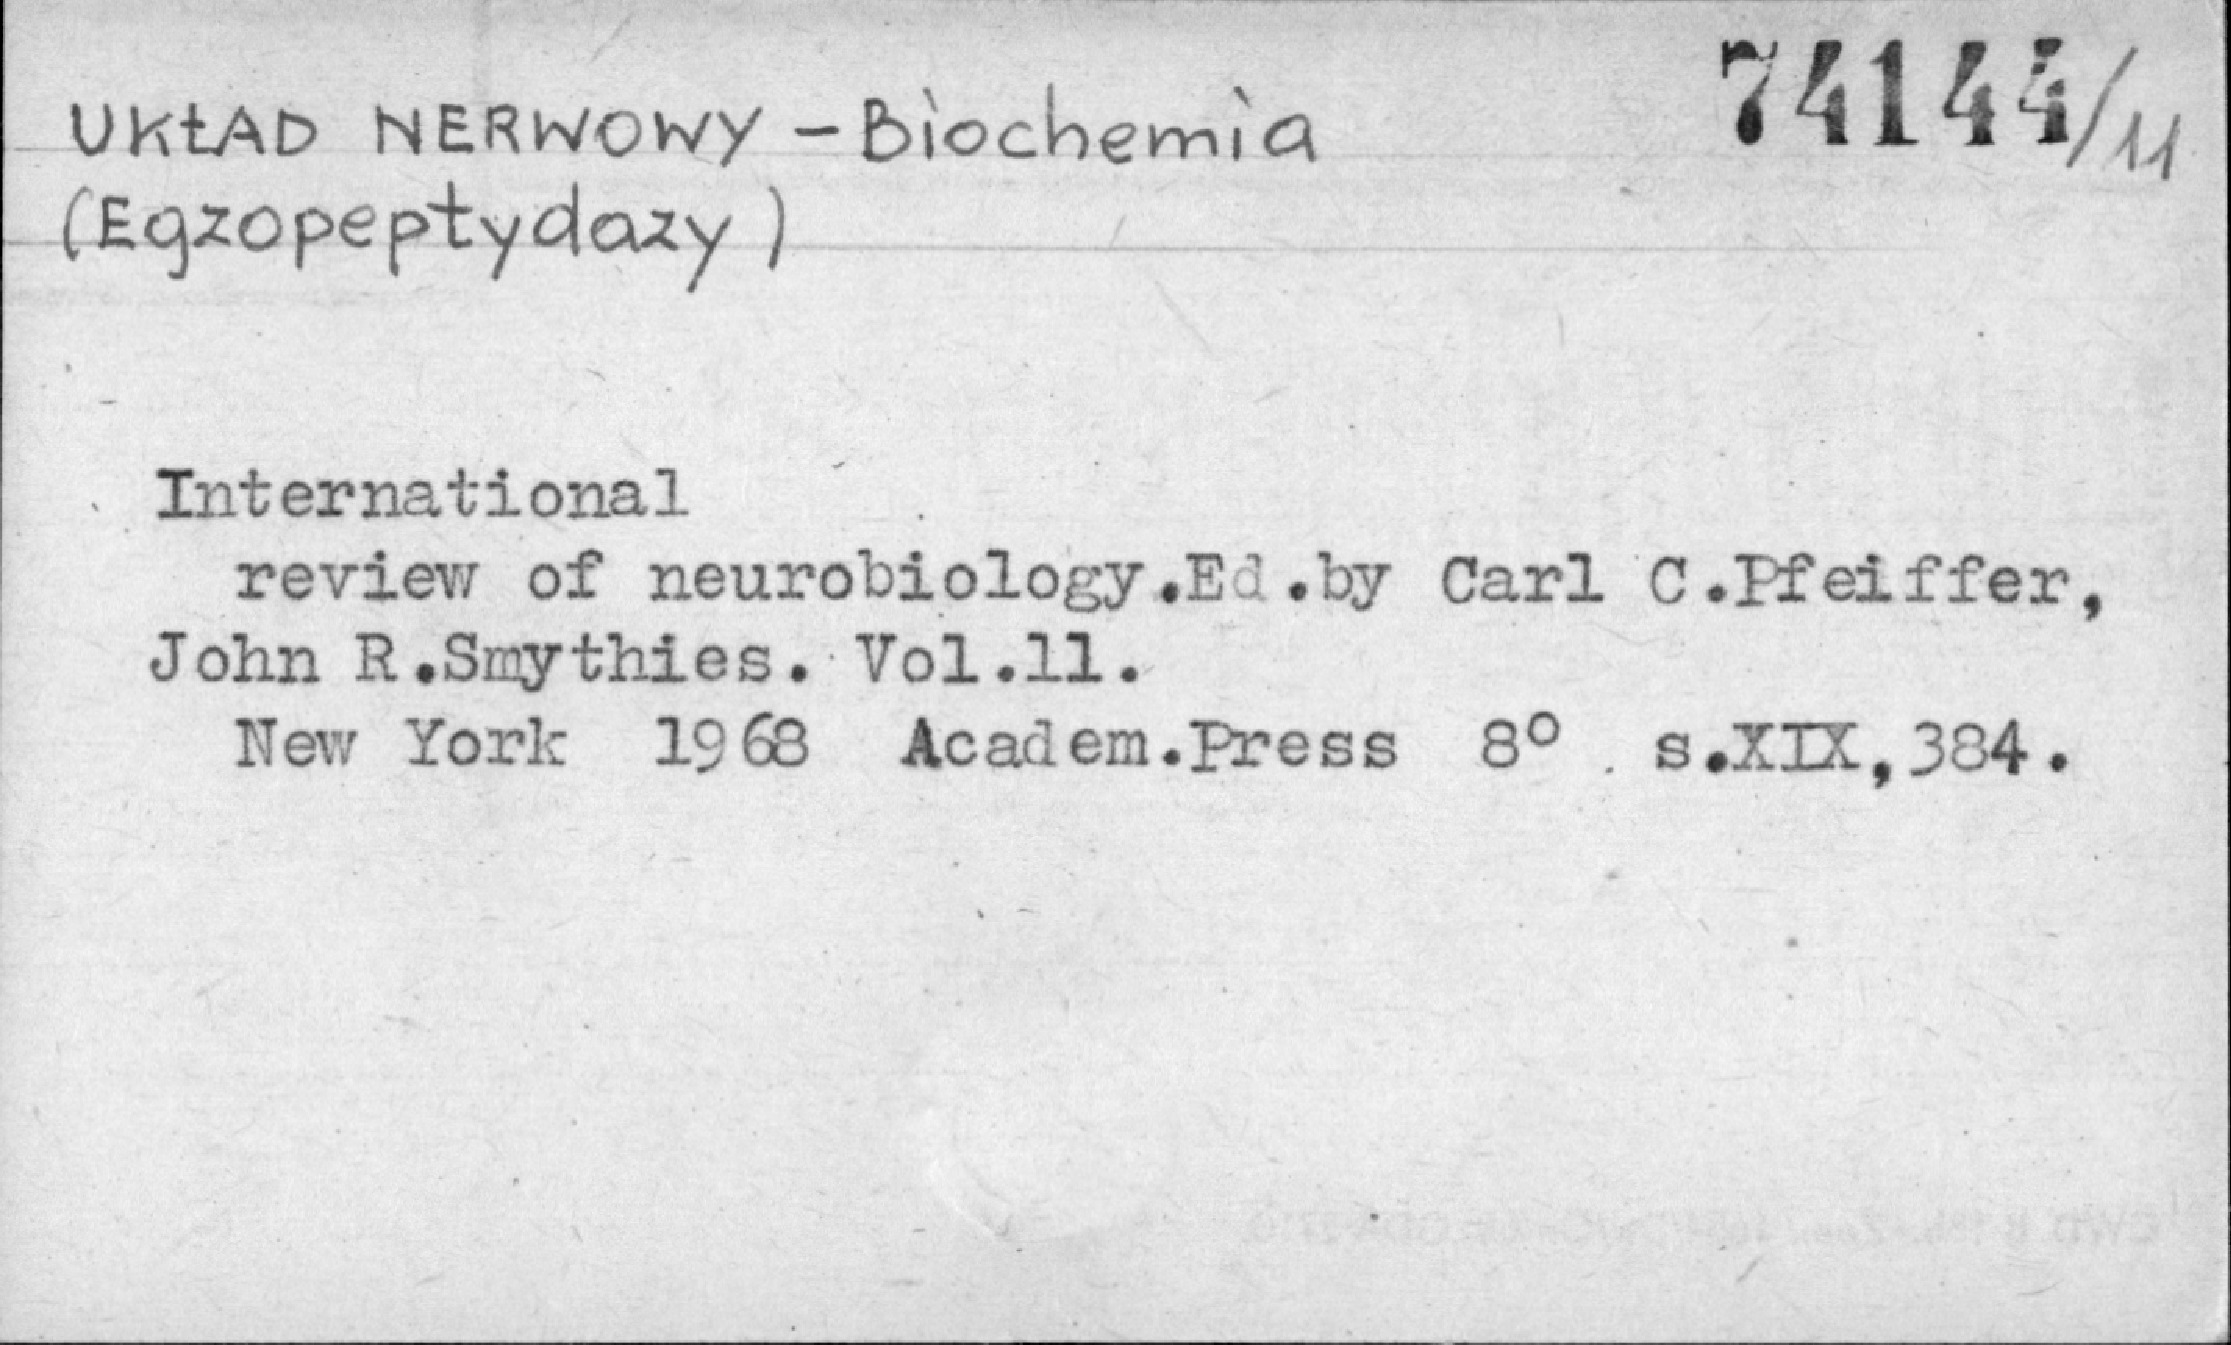 UKŁAD NERWOWY - Biochemia 74144/11
(Egzopeptydazy)
International
review of neurobiology.Ed.by Carl C.Pfeiffer,
John R.Smythies. Vol.11.
New York 1968 Academ.Press 8° s.XIX,384.